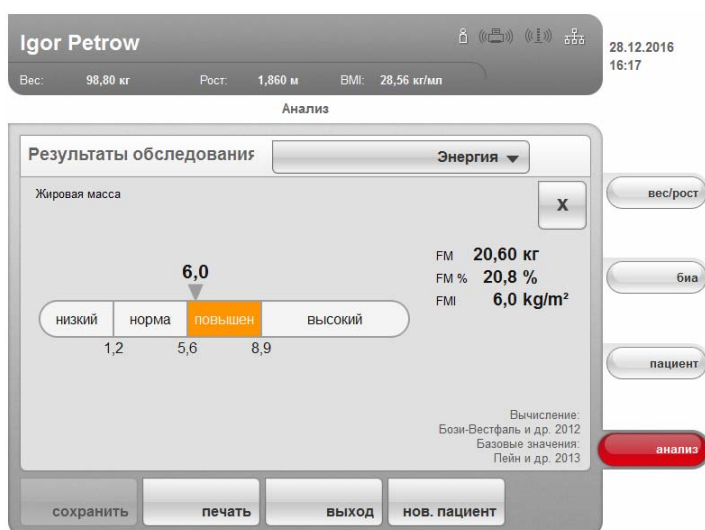 Igor Petrow
28.12.2016
16:17
Вес: 98,80 кг Рост: 1,860 м BMI: 28,56 кг/мп
Анализ
Результаты обследования
Энергия
Жировая масса
X
вес/рост
FM 20,60 кг
FM % 20,8 %
FMI 6,0 kg/m²
6,0
низкий норма повышен высокий
1,2 5,6 8,9
биа
пациент
Вычисление:
Бози-Вестфаль и др. 2012
Базовые значения:
Пейн и др. 2013
анализ
сохранить печать выход нов. пациент